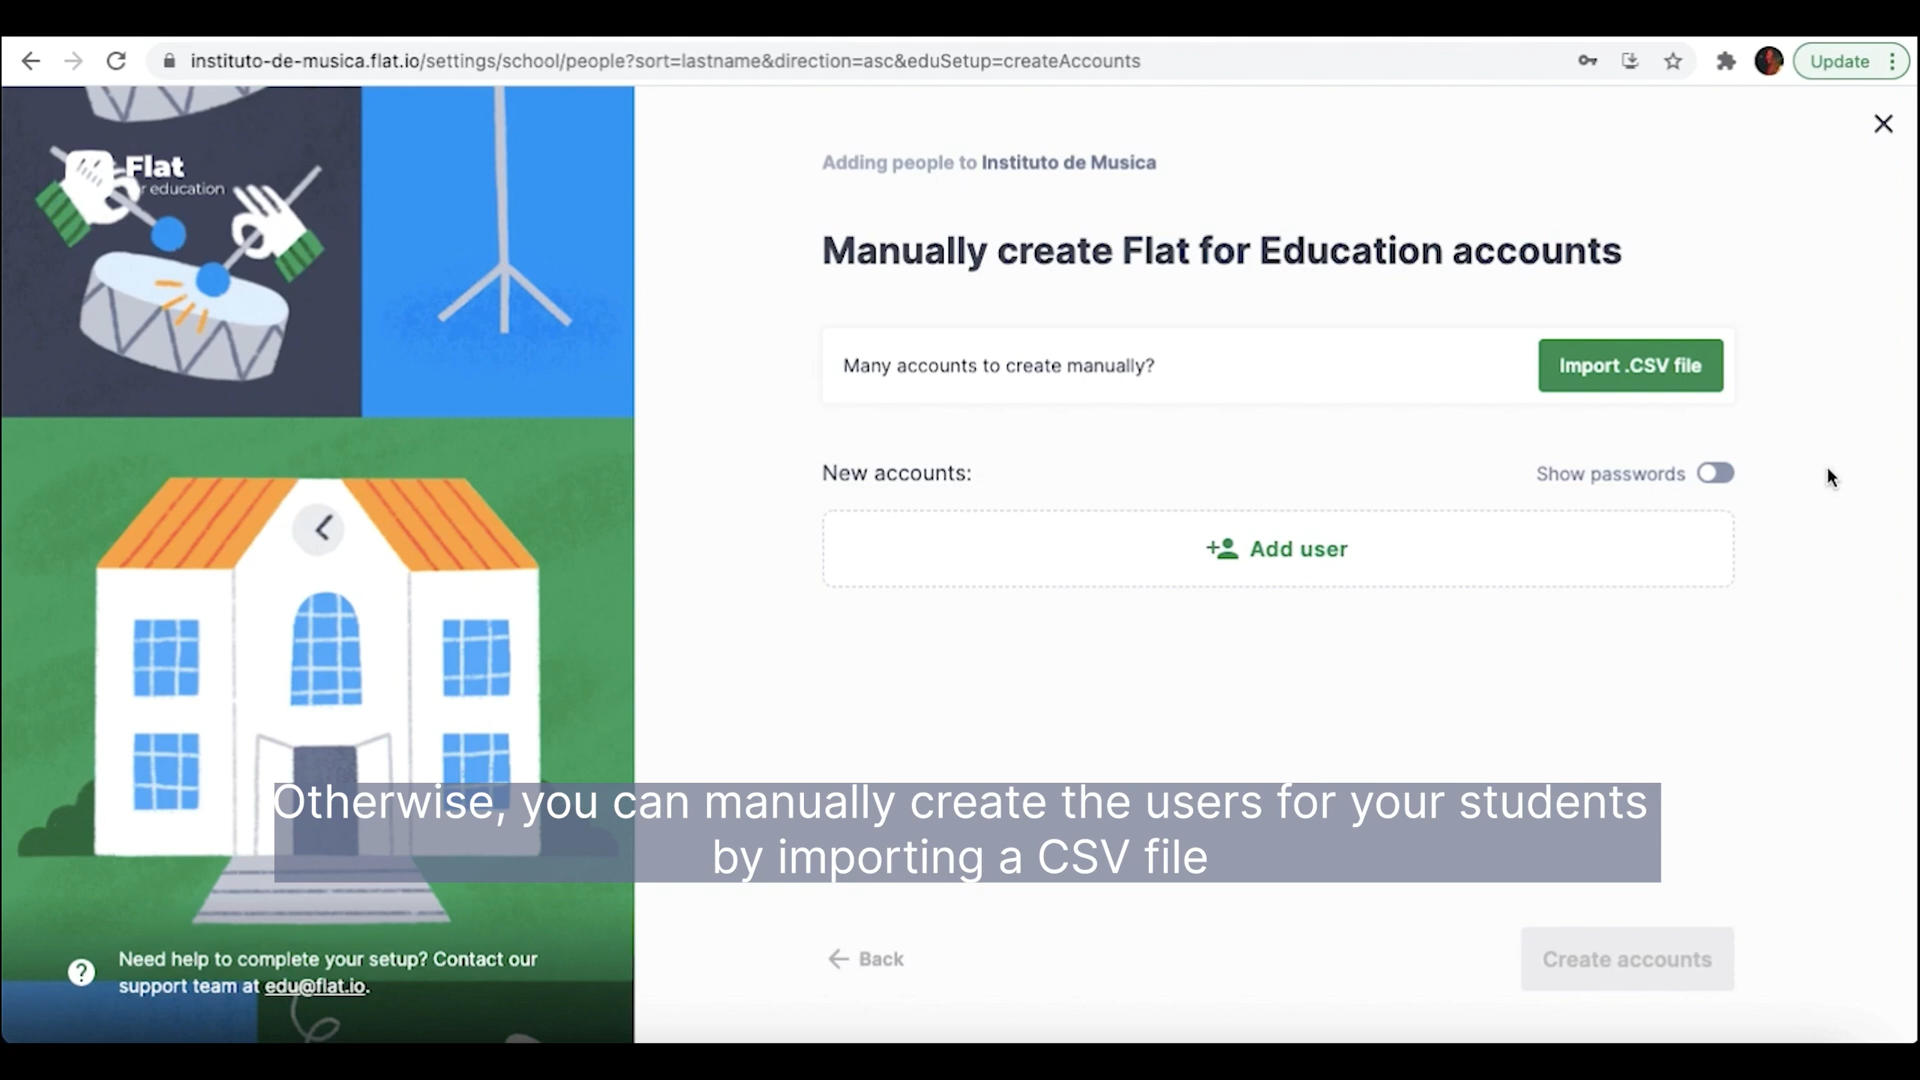 instituto-de-musica.flat.io/settings/school/people?sort=lastname&direction=asc&eduSetup=createAccounts
Update
Flat
r education
Adding people to Instituto de Musica
Manually create Flat for Education accounts
Many accounts to create manually?
Import .CSV file
New accounts:
Show passwords
Add user
Otherwise, you can manually create the users for your students
by importing a CSV file
Need help to complete your setup? Contact our
support team at edu@flat.io.
Back
Create accounts